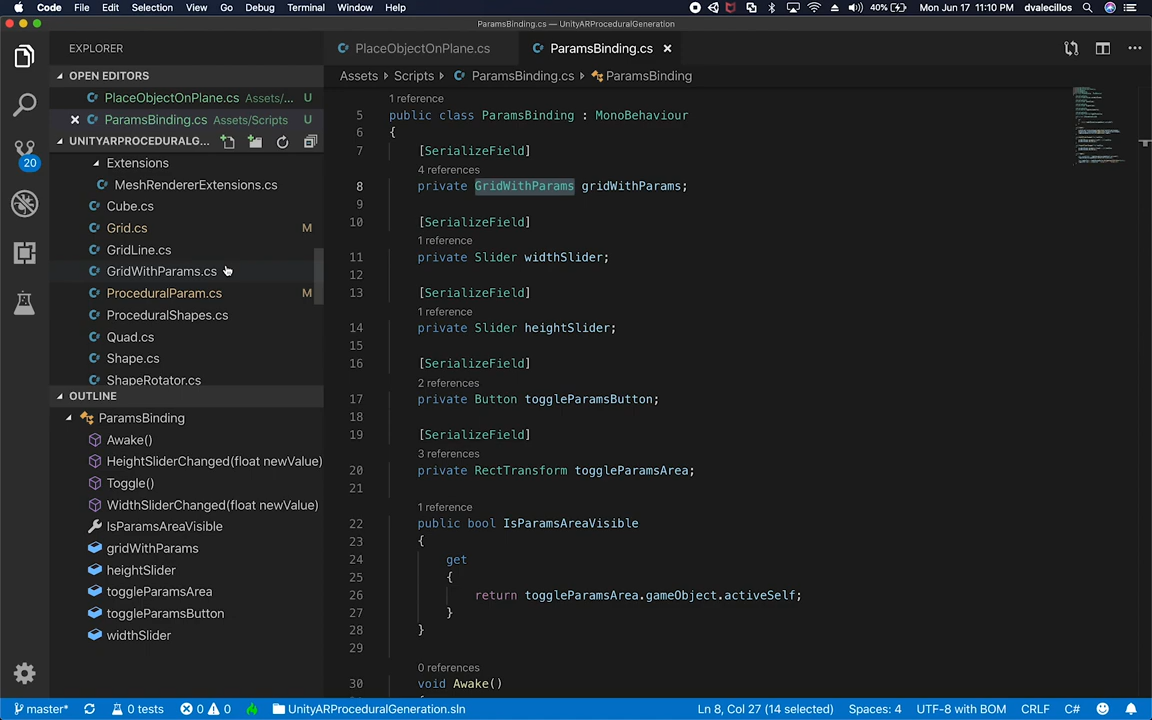 Code File Edit Selection View Go Debug Terminal Window Help 40% Mon Jun 17 11:10 PM dvalecillos
ParamsBinding.cs — UnityARProceduralGeneration
EXPLORER
OPEN EDITORS
PlaceObjectOnPlane.cs Assets/... U
ParamsBinding.cs Assets/Scripts U
UNITYARPROCEDURALG...
Extensions
MeshRendererExtensions.cs
Cube.cs
Grid.cs M
GridLine.cs
GridWithParams.cs
ProceduralParam.cs M
ProceduralShapes.cs
Quad.cs
Shape.cs
ShapeRotator.cs
20
OUTLINE
ParamsBinding
Awake()
HeightSliderChanged(float newValue)
Toggle()
WidthSliderChanged(float newValue)
IsParamsAreaVisible
gridWithParams
heightSlider
toggleParamsArea
toggleParamsButton
widthSlider
PlaceObjectOnPlane.cs ParamsBinding.cs
Assets Scripts ParamsBinding.cs ParamsBinding
1 reference
5 public class ParamsBinding : MonoBehaviour
6 {
7 [SerializeField]
4 references
8 private GridWithParams gridWithParams;
9
10 [SerializeField]
1 reference
11 private Slider widthSlider;
12
13 [SerializeField]
1 reference
14 private Slider heightSlider;
15
16 [SerializeField]
2 references
17 private Button toggleParamsButton;
18
19 [SerializeField]
3 references
20 private RectTransform toggleParamsArea;
21
1 reference
22 public bool IsParamsAreaVisible
23 {
24 get
25 {
26 return toggleParamsArea.gameObject.activeSelf;
27 }
28 }
29
0 references
30 void Awake()
master* 0 tests 0 0 UnityARProceduralGeneration.sln Ln 8, Col 27 (14 selected) Spaces: 4 UTF-8 with BOM CRLF C#